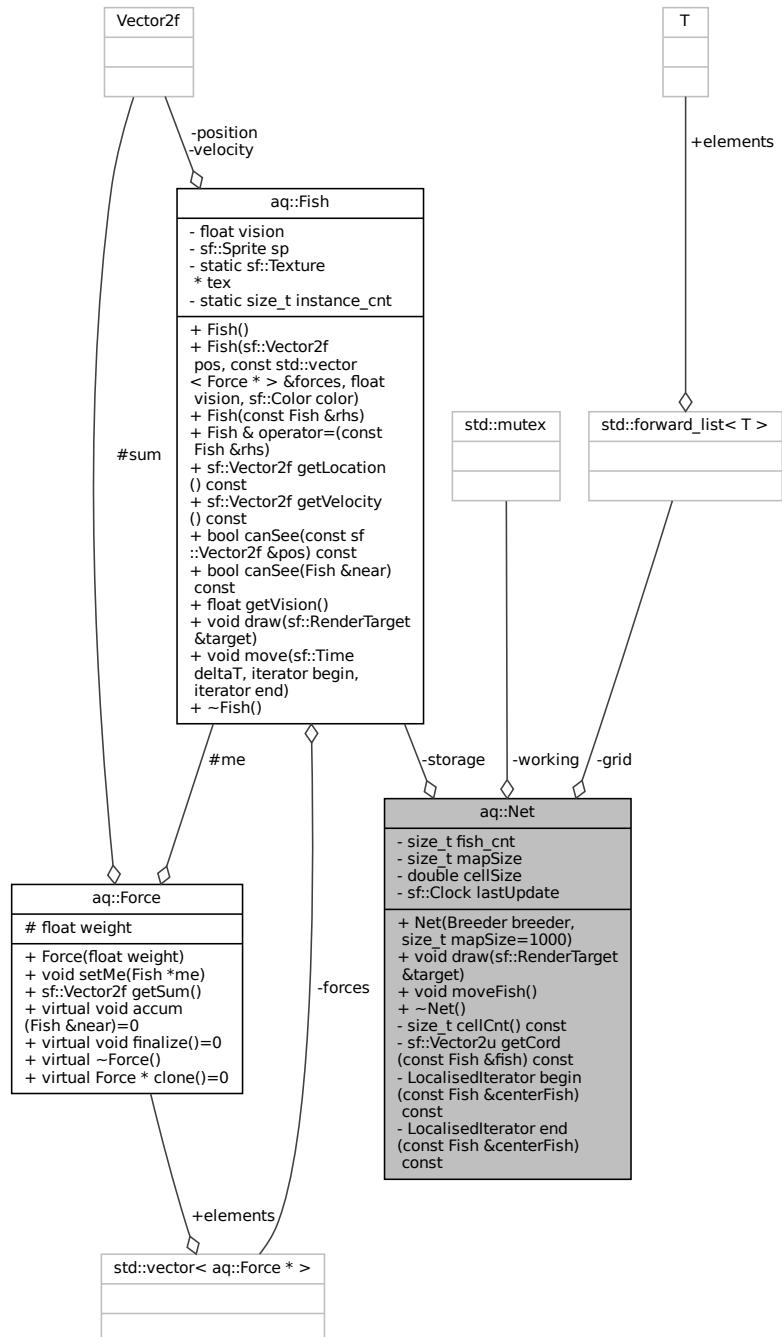 Vector2f
T
-position
-velocity
+elements
aq::Fish
- float vision
- sf::Sprite sp
- static sf::Texture
* tex
- static size_t instance_cnt
+ Fish()
+ Fish(sf::Vector2f
pos, const std::vector
< Force * > &forces, float
vision, sf::Color color)
+ Fish(const Fish &rhs)
+ Fish & operator=(const
Fish &rhs)
+ sf::Vector2f getLocation
() const
+ sf::Vector2f getVelocity
() const
+ bool canSee(const sf
::Vector2f &pos) const
+ bool canSee(Fish &near)
const
+ float getVision()
+ void draw(sf::RenderTarget
&target)
+ void move(sf::Time
deltaT, iterator begin,
iterator end)
+ ~Fish()
std::mutex
std::forward_list< T >
#sum
#me
-storage
-working
-grid
aq::Net
- size_t fish_cnt
- size_t mapSize
- double cellSize
- sf::Clock lastUpdate
+ Net(Breeder breeder,
size_t mapSize=1000)
+ void draw(sf::RenderTarget
&target)
+ void moveFish()
+ ~Net()
- size_t cellCnt() const
- sf::Vector2u getCord
(const Fish &fish) const
- LocalisedIterator begin
(const Fish &centerFish)
const
- LocalisedIterator end
(const Fish &centerFish)
const
aq::Force
# float weight
+ Force(float weight)
+ void setMe(Fish *me)
+ sf::Vector2f getSum()
+ virtual void accum
(Fish &near)=0
+ virtual void finalize()=0
+ virtual ~Force()
+ virtual Force * clone()=0
-forces
+elements
std::vector< aq::Force * >